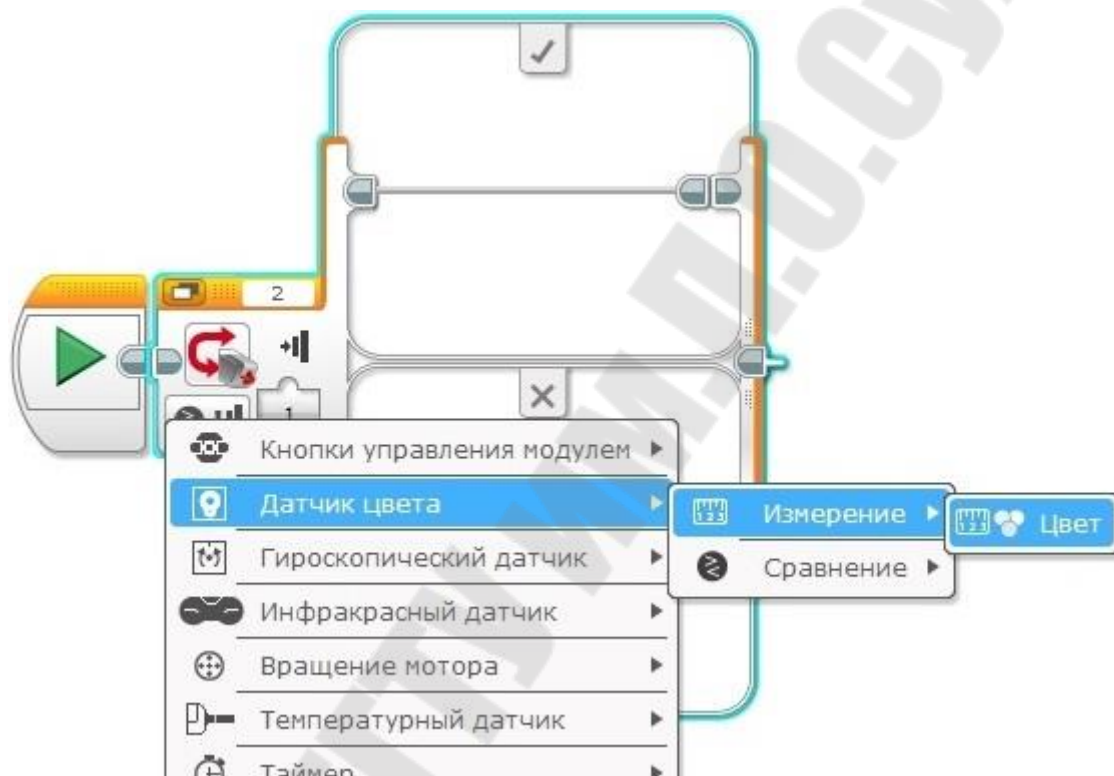 2
1
Кнопки управления модулем
Датчик цвета
Измерение
Цвет
Гироскопический датчик
Сравнение
Инфракрасный датчик
Вращение мотора
Температурный датчик
Таймер